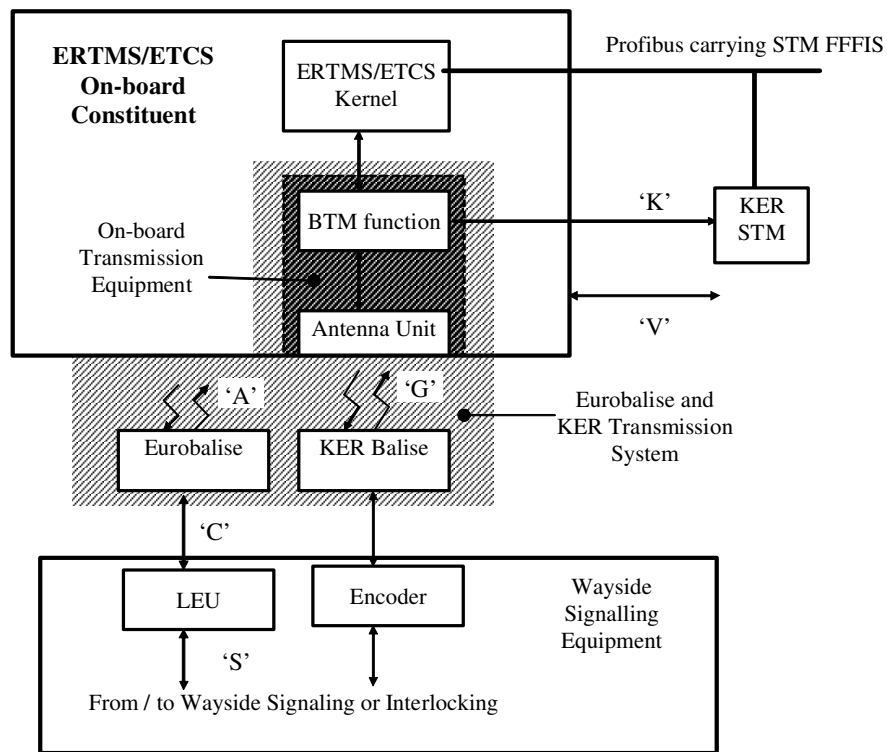 Profibus carrying STM FFFIS
ERTMS/ETCS
On-board
Constituent
ERTMS/ETCS
Kernel
On-board
Transmission
Equipment
BTM function
‘K’
KER
STM
Antenna Unit
‘V’
‘A’
‘G’
Eurobalise
KER Balise
Eurobalise and
KER Transmission
System
‘C’
LEU
Encoder
Wayside
Signalling
Equipment
‘S’
From / to Wayside Signaling or Interlocking